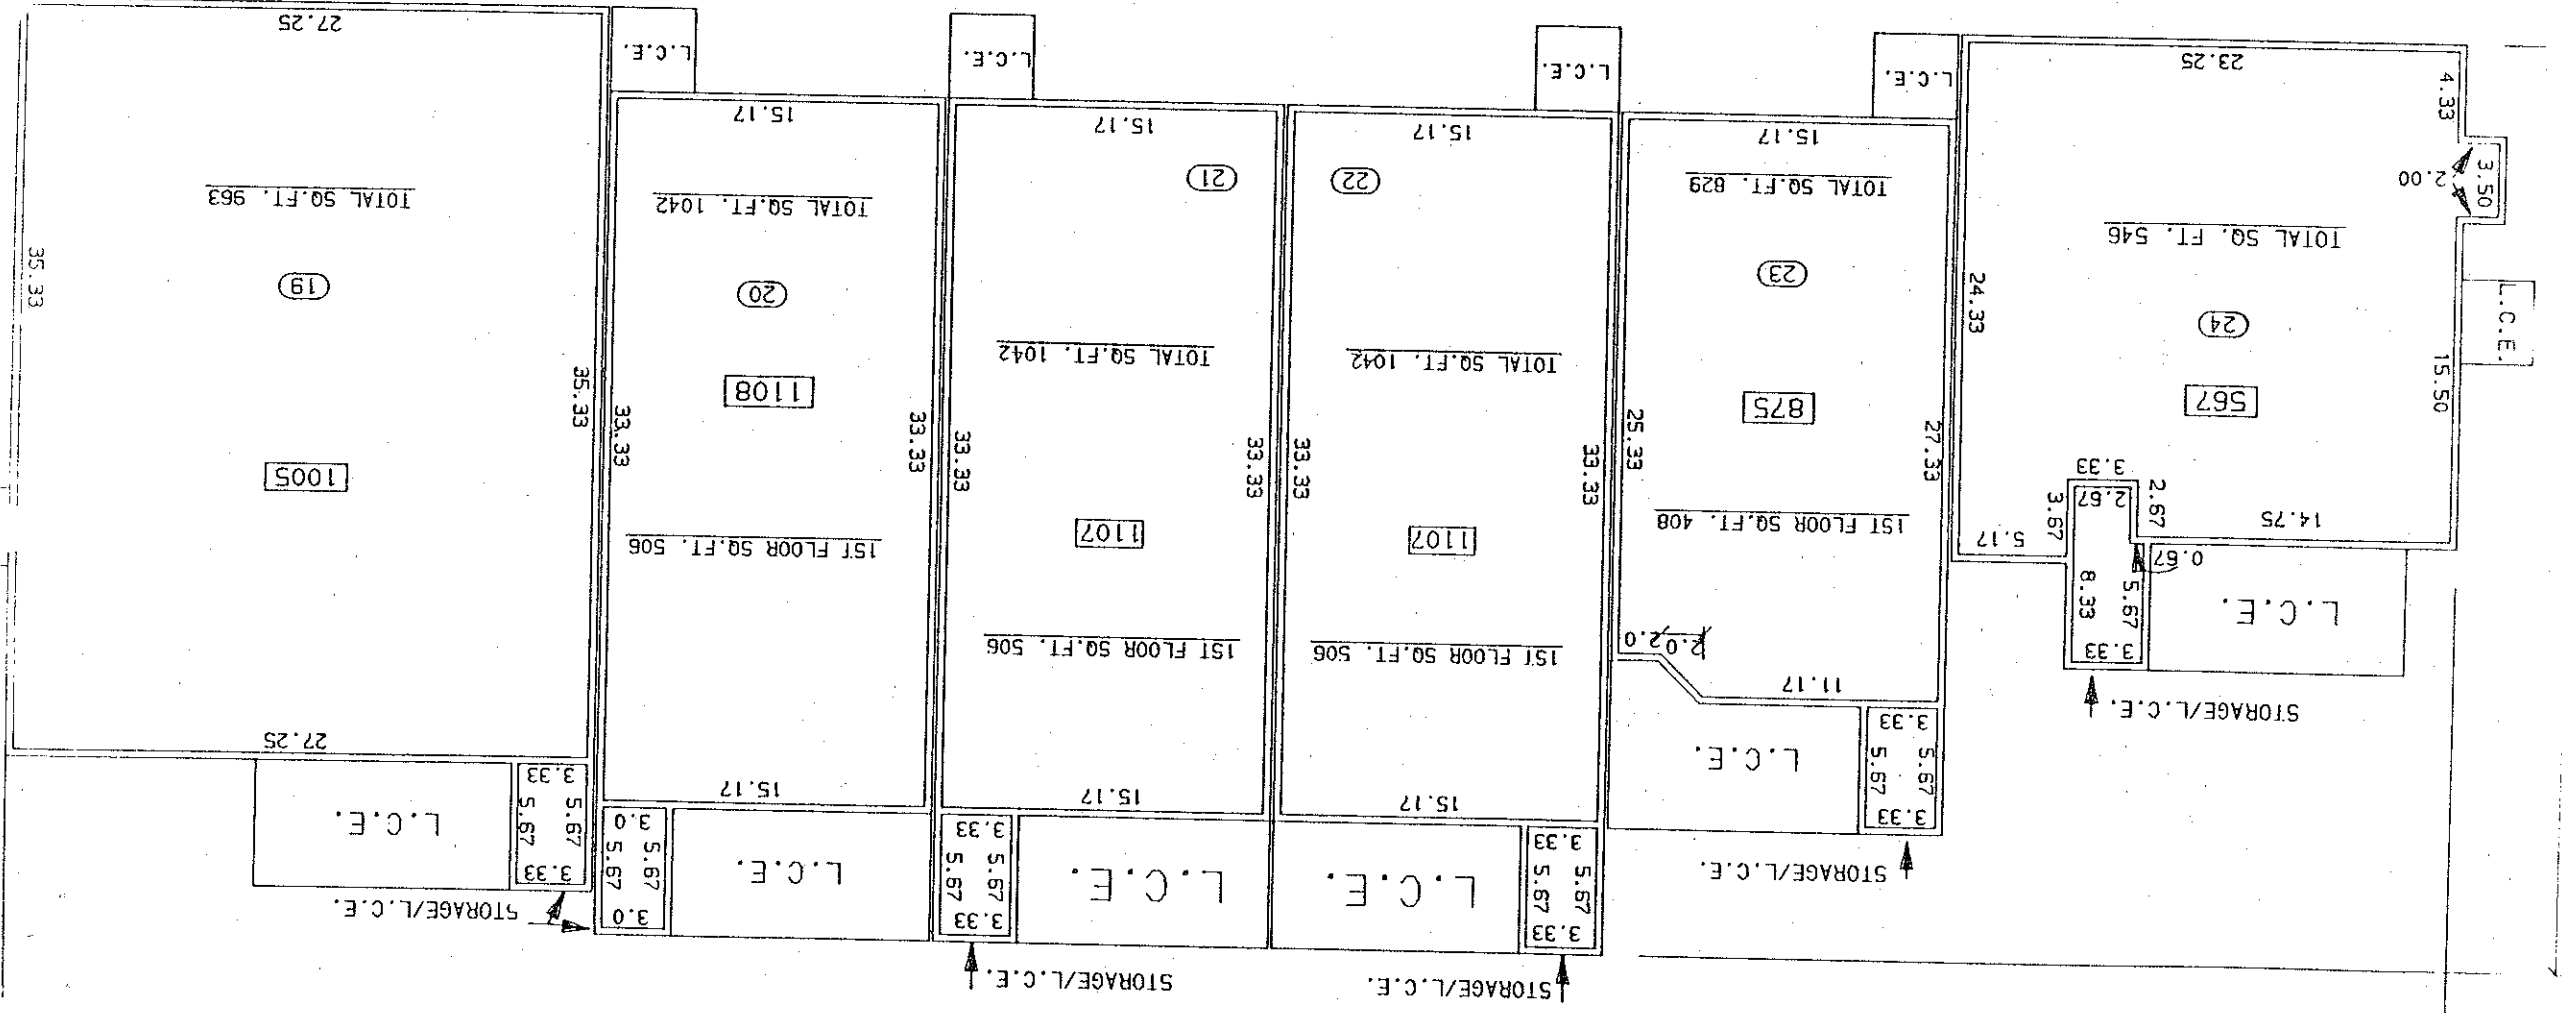 STORAGE/L.C.E.
3.33
5.67
8.33
L.C.E.
0.67
14.75
2.67
2.67
3.33
3.67
5.17
567
15.50
L.C.E.
24
24.33
TOTAL SQ. FT. 546
2.00
3.50
4.33
23.25
STORAGE/L.C.E.
3.33
5.67
5.67
3.33
L.C.E.
11.17
2.0
2.0
1ST FLOOR SQ.FT. 408
27.33
25.33
875
23
TOTAL SQ.FT. 829
15.17
L.C.E.
STORAGE/L.C.E.
3.33
5.67
5.67
3.33
L.C.E.
15.17
1ST FLOOR SQ.FT. 506
1107
33.33
33.33
TOTAL SQ.FT. 1042
22
15.17
L.C.E.
STORAGE/L.C.E.
L.C.E.
3.33
5.67
5.67
3.33
15.17
1ST FLOOR SQ.FT. 506
1107
33.33
33.33
TOTAL SQ.FT. 1042
21
15.17
L.C.E.
L.C.E.
3.0
5.67
5.67
3.0
15.17
1ST FLOOR SQ.FT. 506
33.33
33.33
1108
20
TOTAL SQ.FT. 1042
15.17
L.C.E.
STORAGE/L.C.E.
3.33
5.67
5.67
3.33
L.C.E.
27.25
1005
35.33
35.33
19
TOTAL SQ.FT. 963
27.25